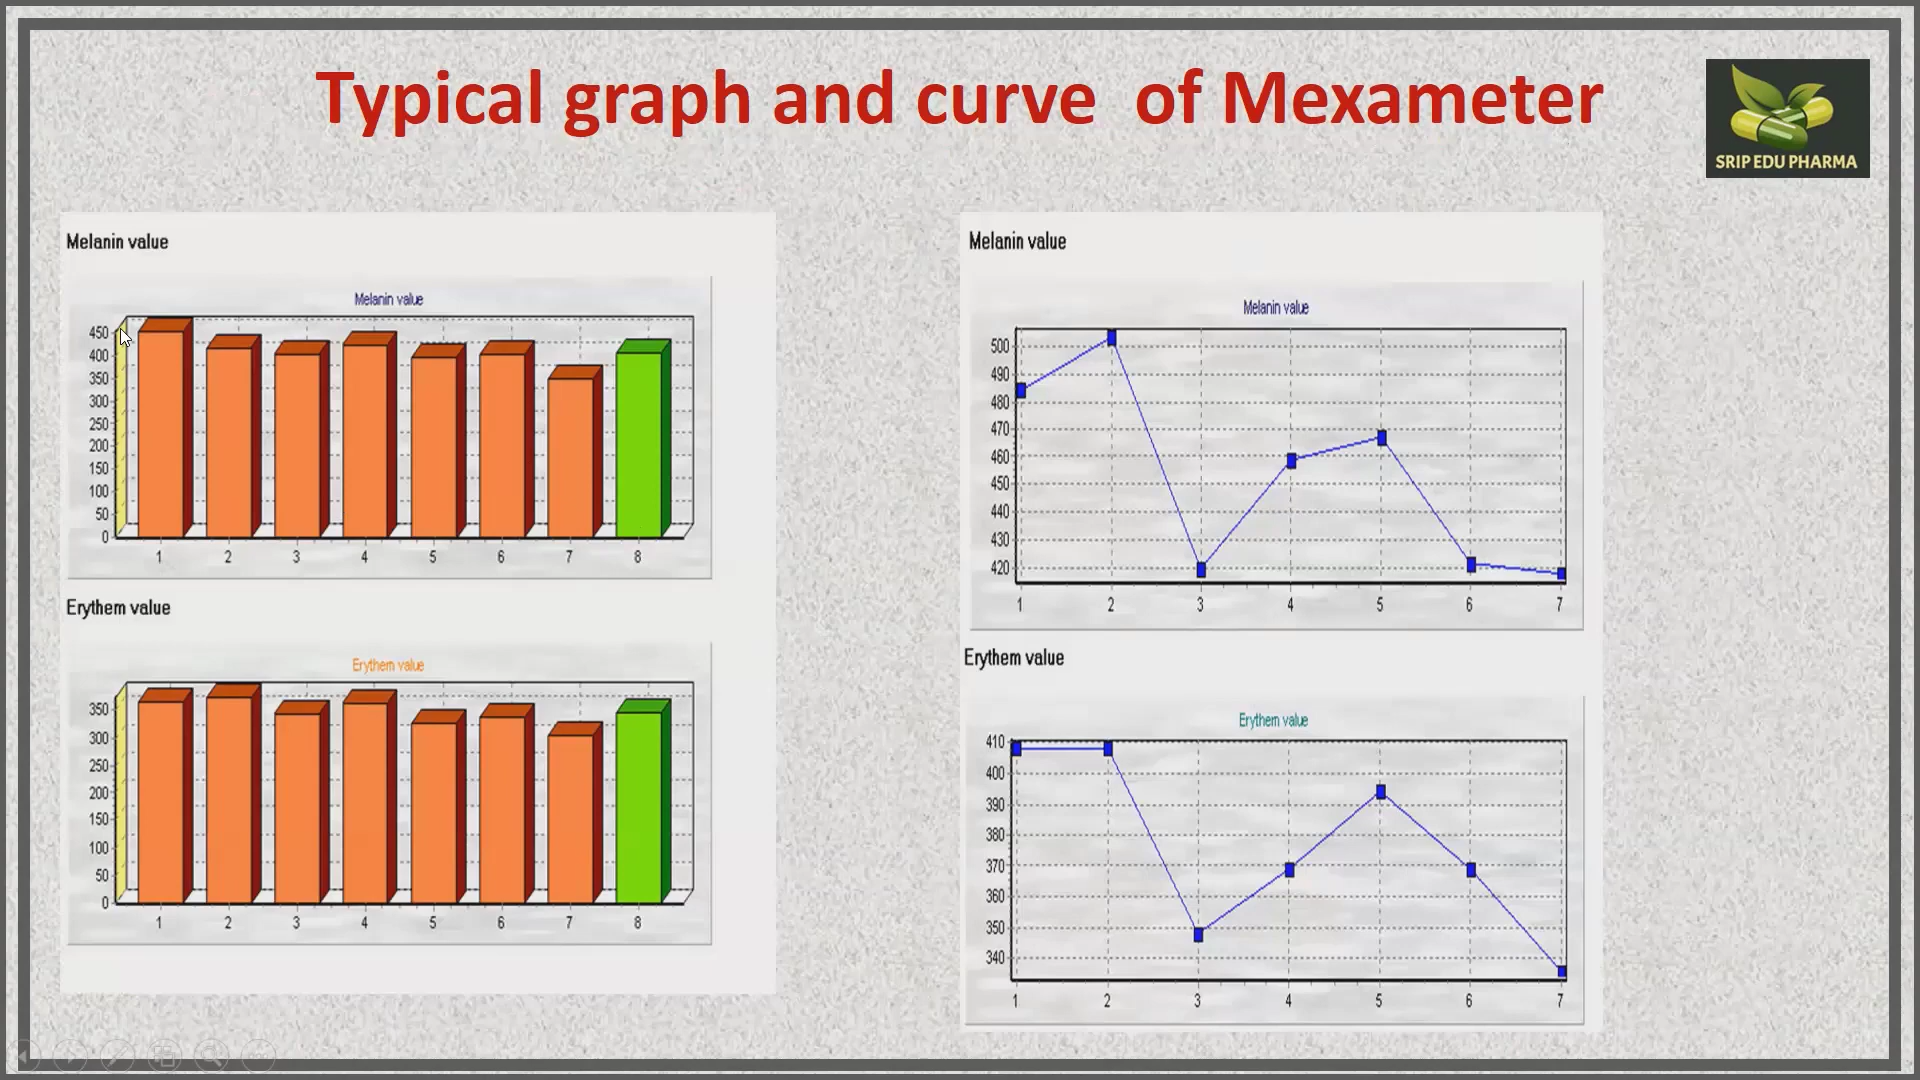 Typical graph and curve  of Mexameter
SRIP EDU PHARMA
Melanin value
Melanin value
450
400
350
300
250
200
150
100
50
0
1 2 3 4 5 6 7 8
Erythem value
Erythem value
350
300
250
200
150
100
50
0
1 2 3 4 5 6 7 8
Melanin value
Melanin value
500
490
480
470
460
450
440
430
420
1 2 3 4 5 6 7
Erythem value
Erythem value
410
400
390
380
370
360
350
340
1 2 3 4 5 6 7